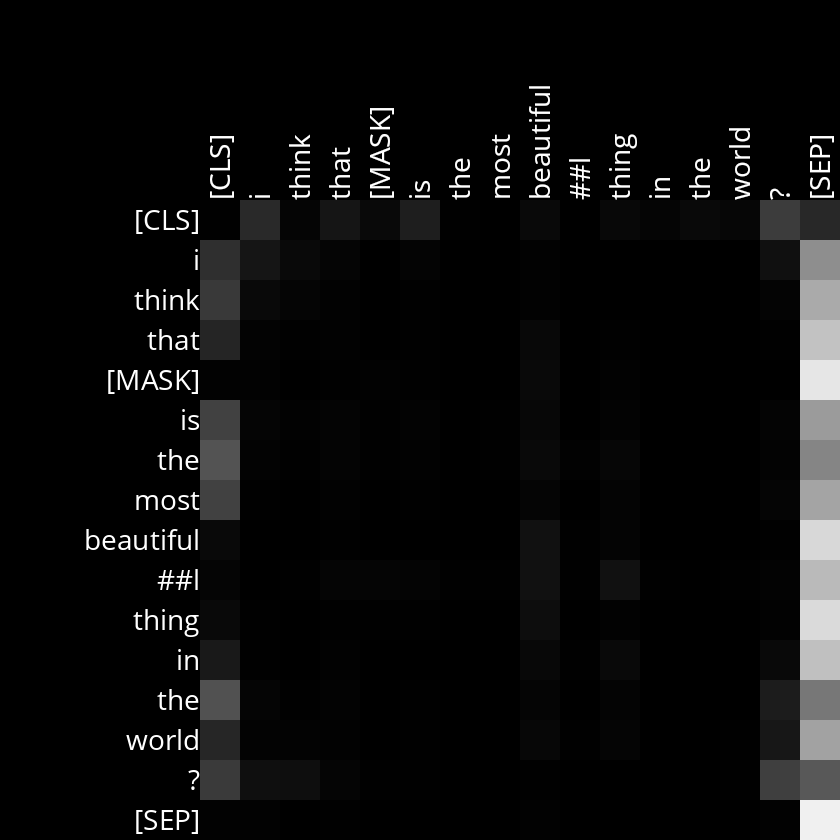 [CLS] i think that [MASK] is the most beautiful ##l thing in the world ? [SEP]
[CLS]
i
think
that
[MASK]
is
the
most
beautiful
##l
thing
in
the
world
?
[SEP]